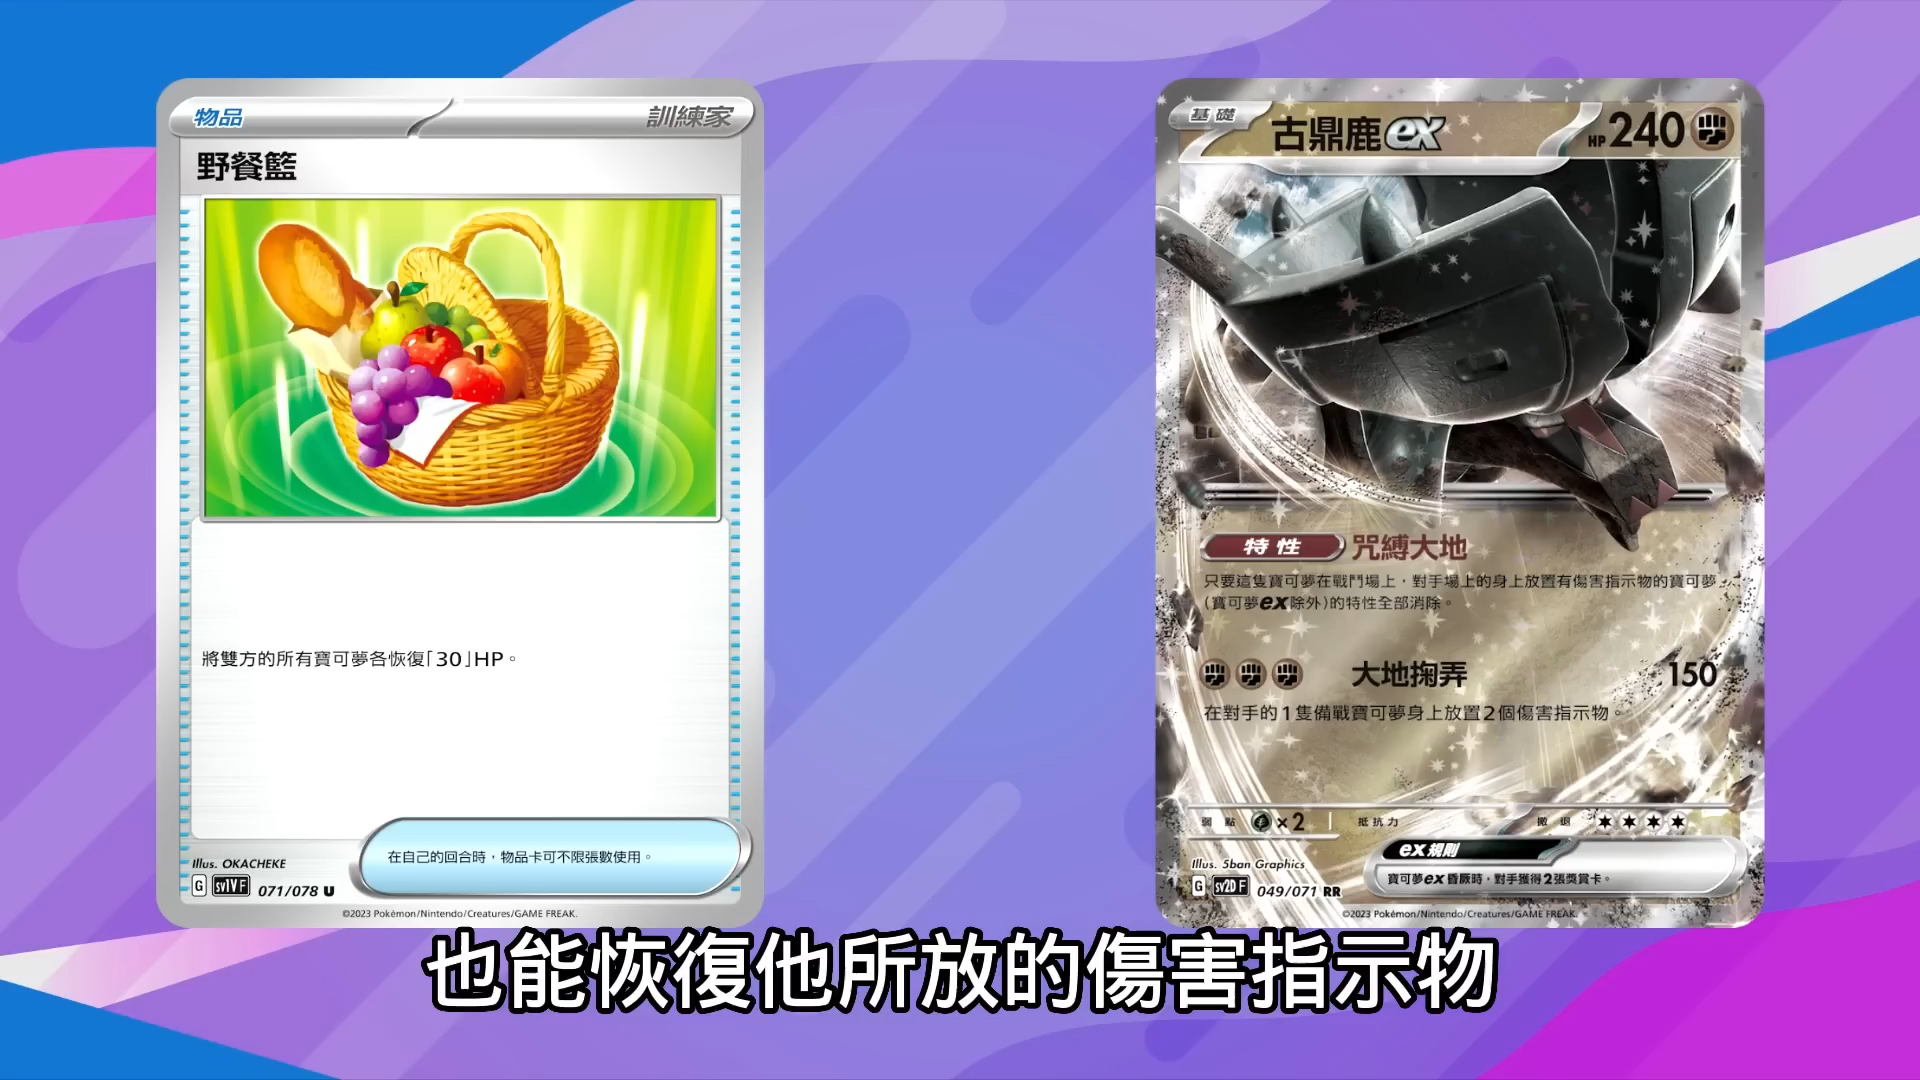 物品
訓練家
野餐籃
將雙方的所有寶可夢各恢復「30」HP。
在自己的回合時，物品卡可不限張數使用。
Illus. OKACHEKE
G sv1V F 071/078 U
©2023 Pokémon/Nintendo/Creatures/GAME FREAK.
基礎
古鼎鹿ex
HP 240
特性 咒縛大地
只要這隻寶可夢在戰鬥場上，對手場上的身上放置有傷害指示物的寶可夢
（寶可夢ex除外）的特性全部消除。
大地掬弄 150
在對手的1隻備戰寶可夢身上放置2個傷害指示物。
弱點 ×2 抵抗力 撤退
ex規則
寶可夢ex昏厥時，對手獲得2張獎賞卡。
Illus. 5ban Graphics
G sv2D F 049/071 RR
©2023 Pokémon/Nintendo/Creatures/GAME FREAK.
也能恢復他所放的傷害指示物